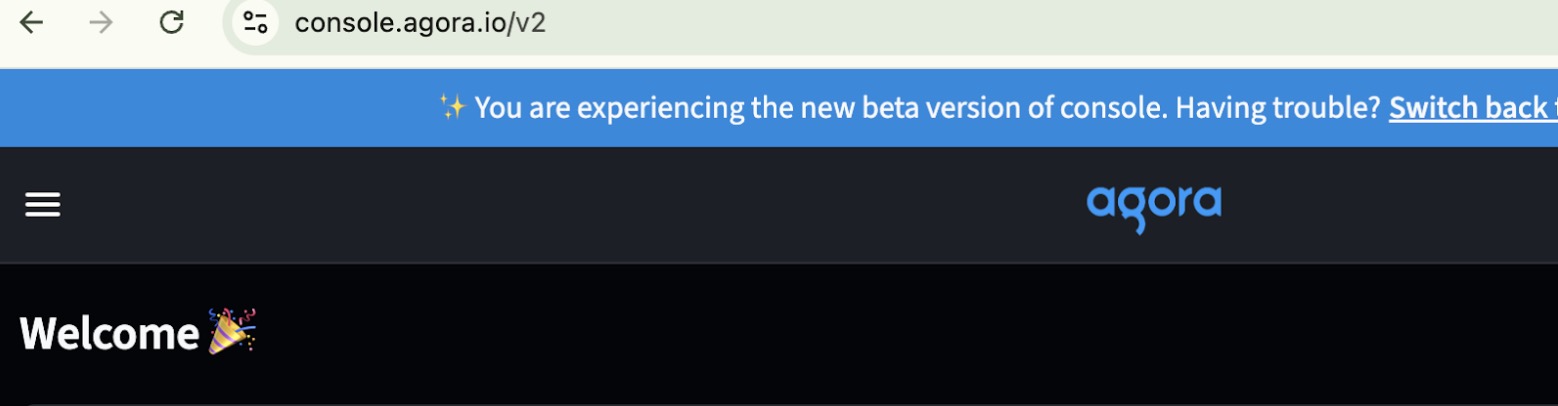 console.agora.io/v2
✨ You are experiencing the new beta version of console. Having trouble? Switch back
agora
Welcome 🎉